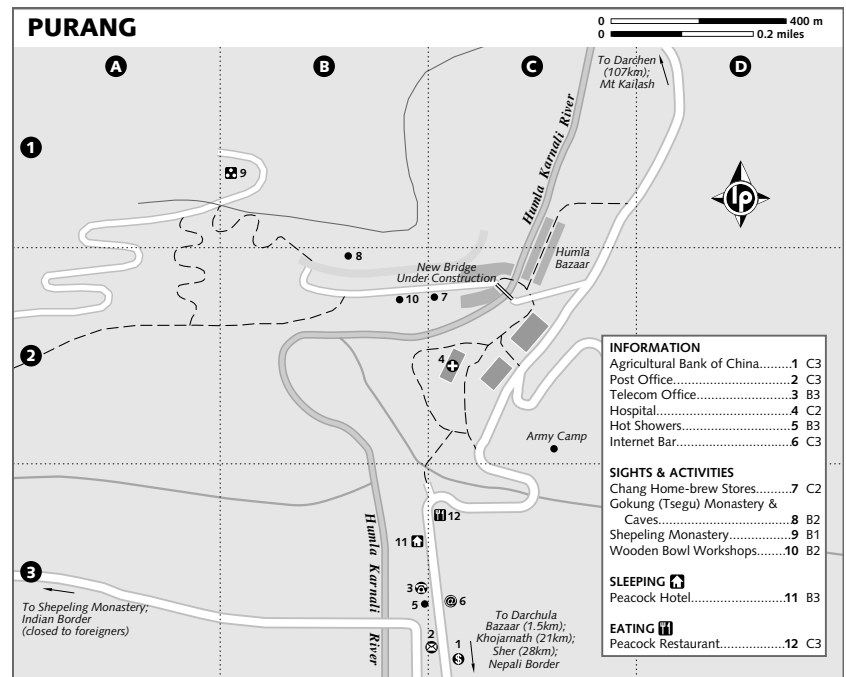 PURANG
0 400 m
0 0.2 miles
A B C D
To Darchen
(107km);
Mt Kailash
1
9
Humla Karnali River
lp
8
New Bridge
Under Construction
Humla
Bazaar
10 7
2
4
Army Camp
12
11
Humla Karnali River
3
3
6
5
To Shepeling Monastery;
Indian Border
(closed to foreigners)
2
1
$
To Darchula
Bazaar (1.5km);
Khojarnath (21km);
Sher (28km);
Nepali Border
INFORMATION
Agricultural Bank of China.........1 C3
Post Office................................2 C3
Telecom Office.........................3 B3
Hospital....................................4 C2
Hot Showers.............................5 B3
Internet Bar..............................6 C3
SIGHTS & ACTIVITIES
Chang Home-brew Stores.........7 C2
Gokung (Tsegu) Monastery &
Caves....................................8 B2
Shepeling Monastery................9 B1
Wooden Bowl Workshops.......10 B2
SLEEPING
Peacock Hotel.........................11 B3
EATING
Peacock Restaurant.................12 C3